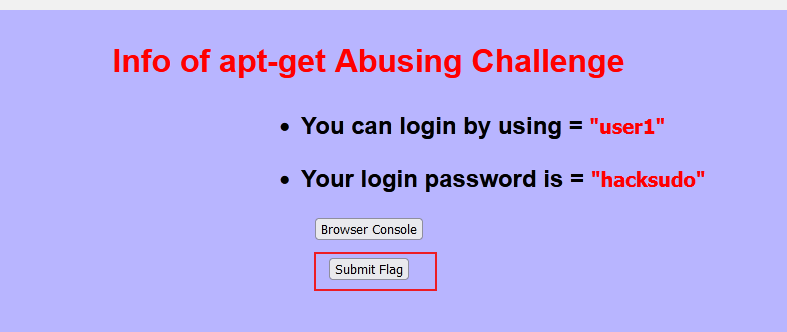 Info of apt-get Abusing Challenge
• You can login by using = "user1"
• Your login password is = "hacksudo"
Browser Console
Submit Flag